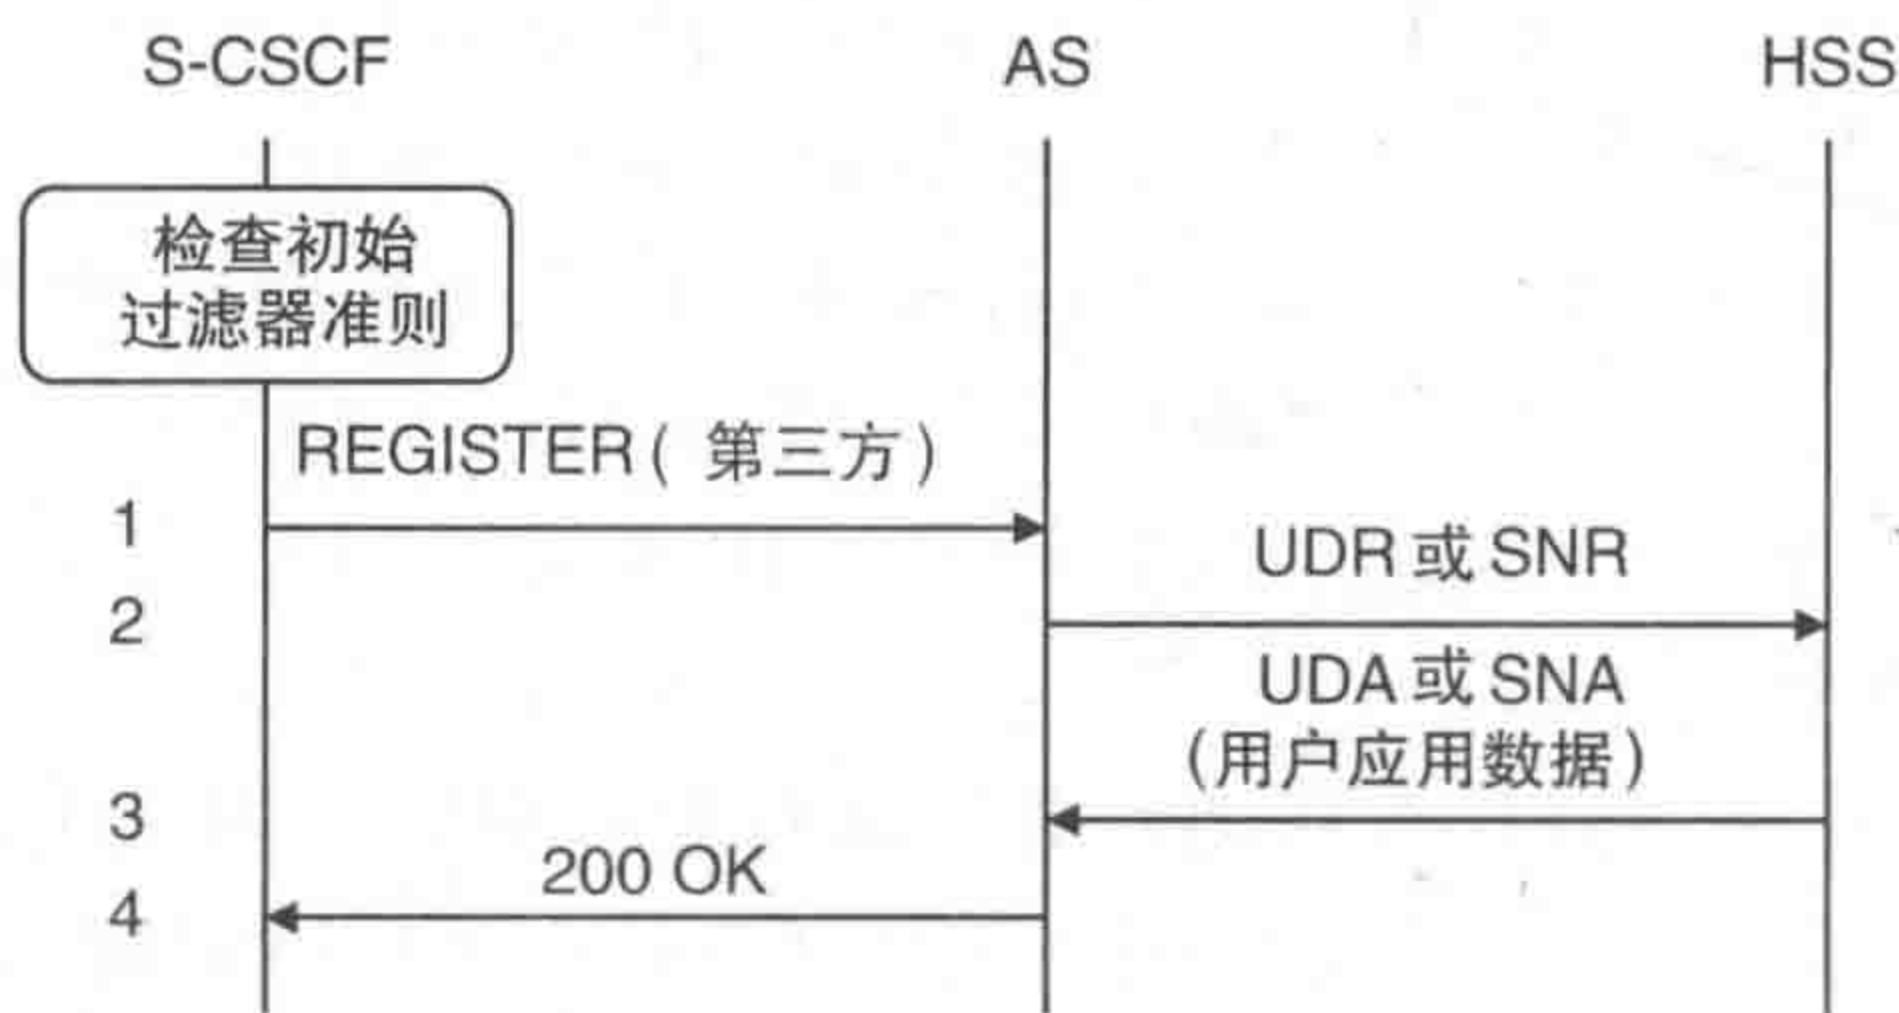 S-CSCF
AS
HSS
检查初始
过滤器准则
REGISTER( 第三方)
1
UDR 或 SNR
2
UDA 或 SNA
(用户应用数据)
3
200 OK
4